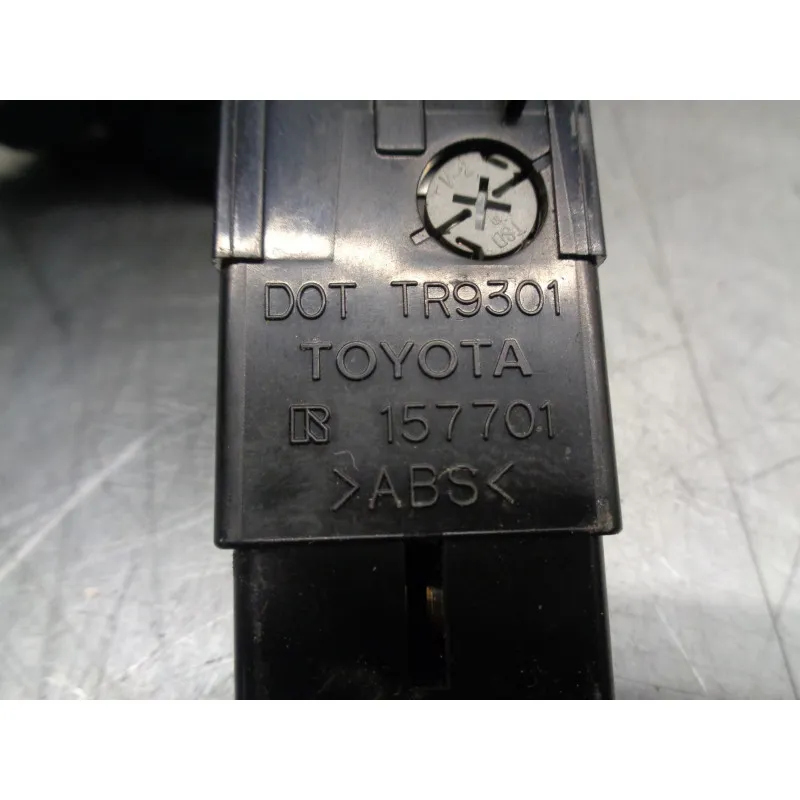 DOT TR9301
TOYOTA
R 157701
>ABS<